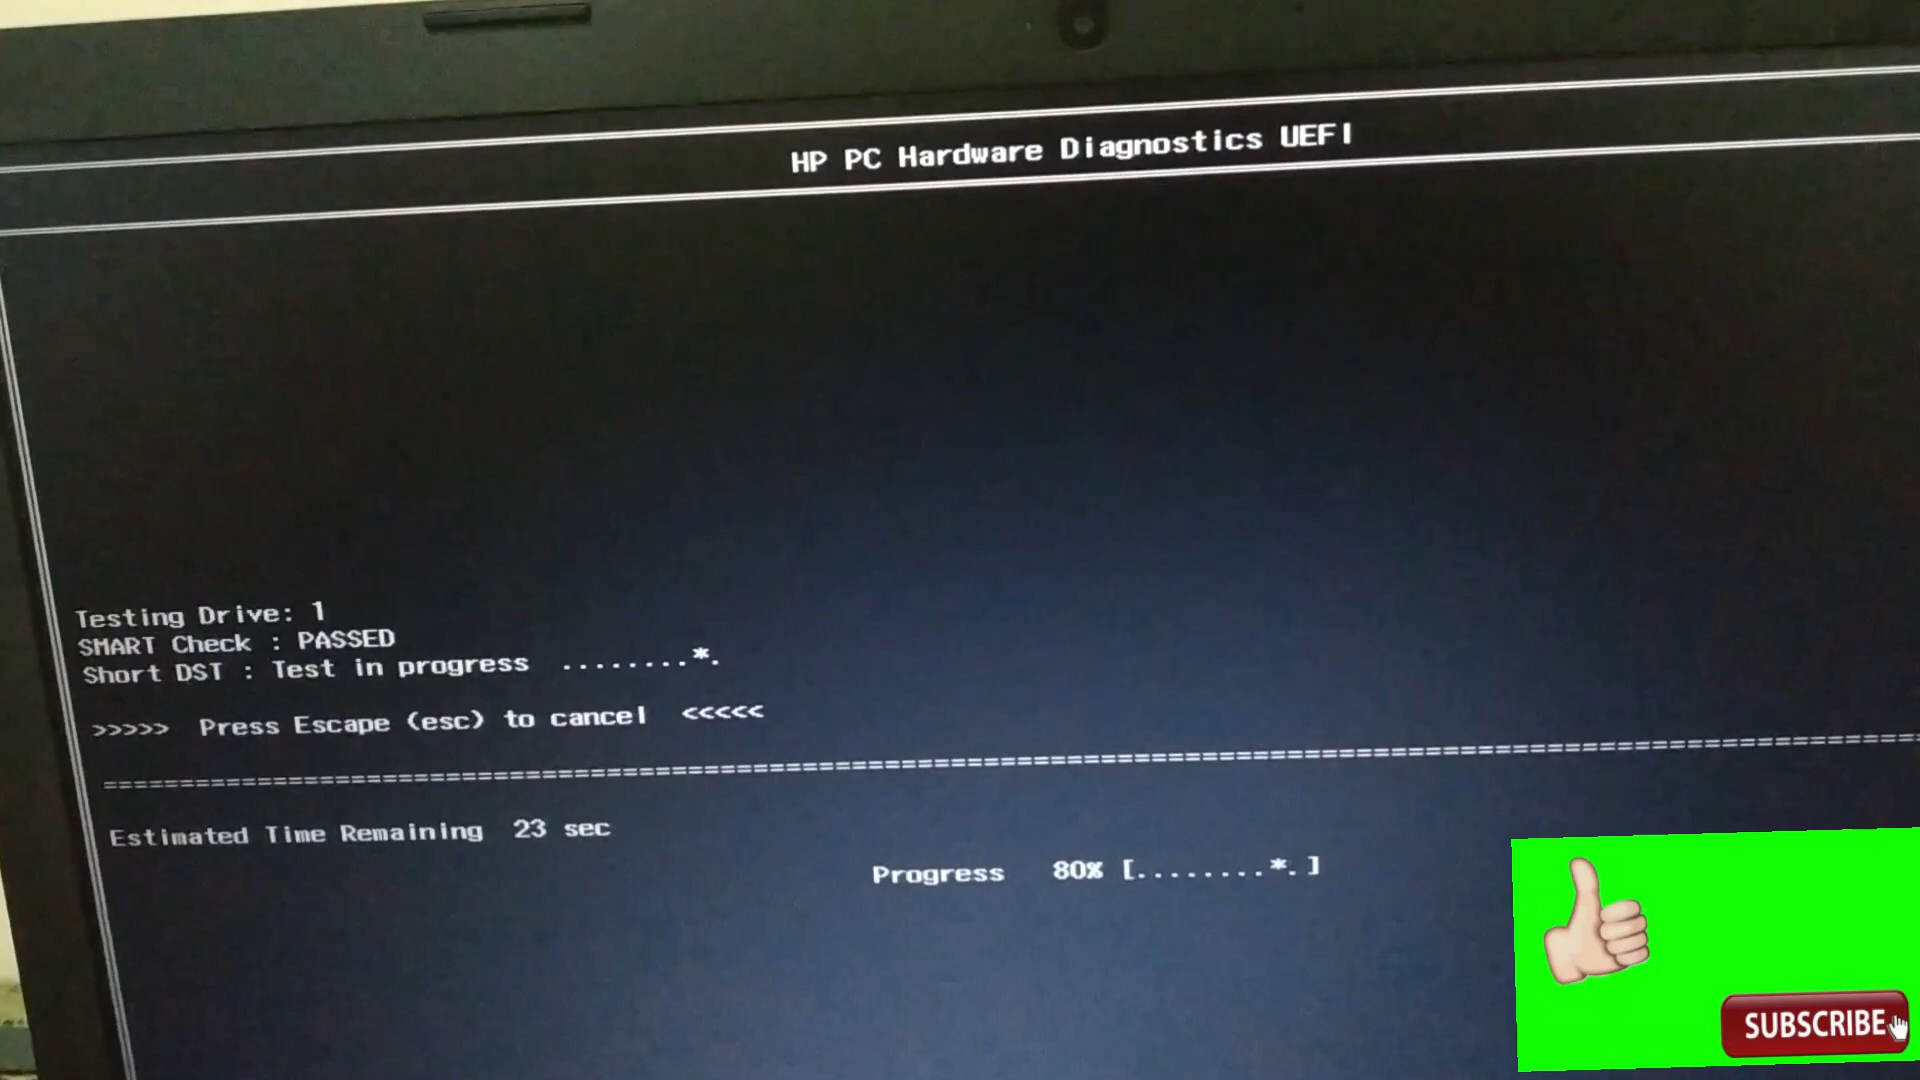 HP PC Hardware Diagnostics UEFI
Testing Drive: 1
SMART Check : PASSED
Short DST : Test in progress ........*.
>>>>> Press Escape (esc) to cancel <<<<<
Estimated Time Remaining 23 sec
Progress 80% [........*. ]
SUBSCRIBE